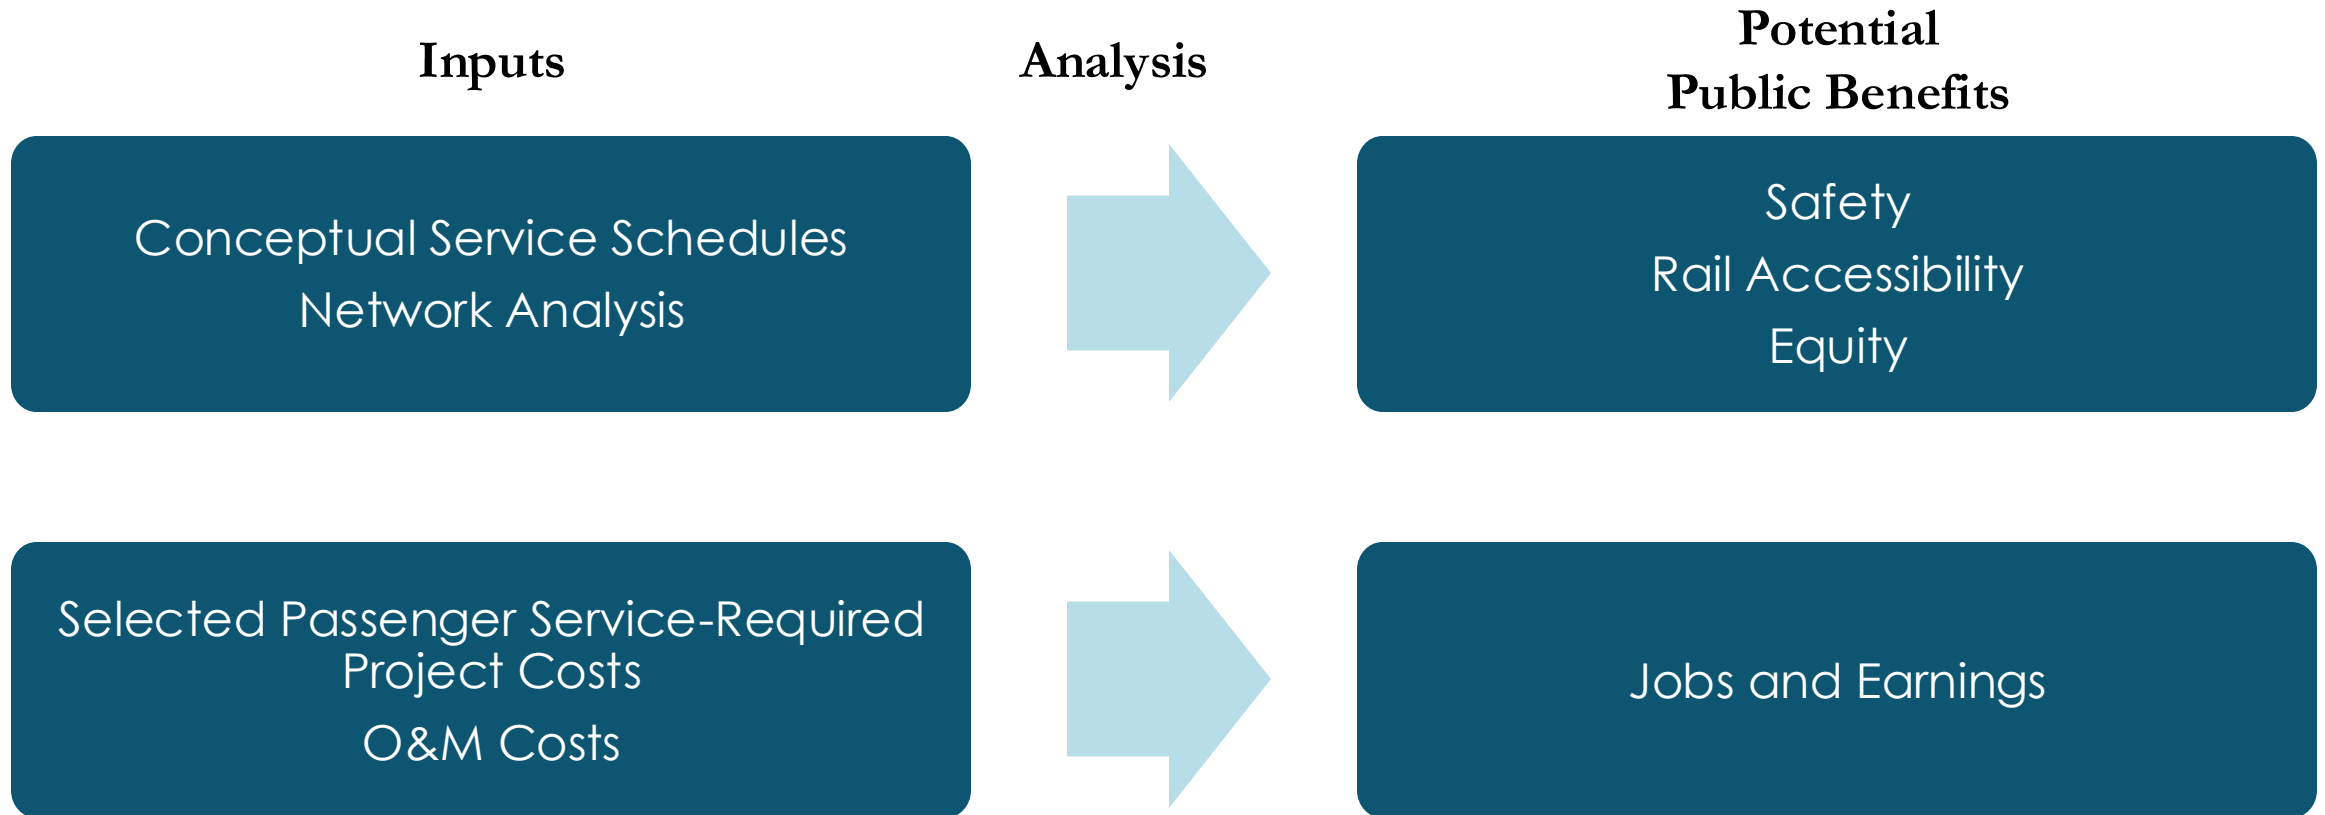 Inputs
Analysis
Potential
Public Benefits
Conceptual Service Schedules
Network Analysis
Safety
Rail Accessibility
Equity
Selected Passenger Service-Required
Project Costs
O&M Costs
Jobs and Earnings